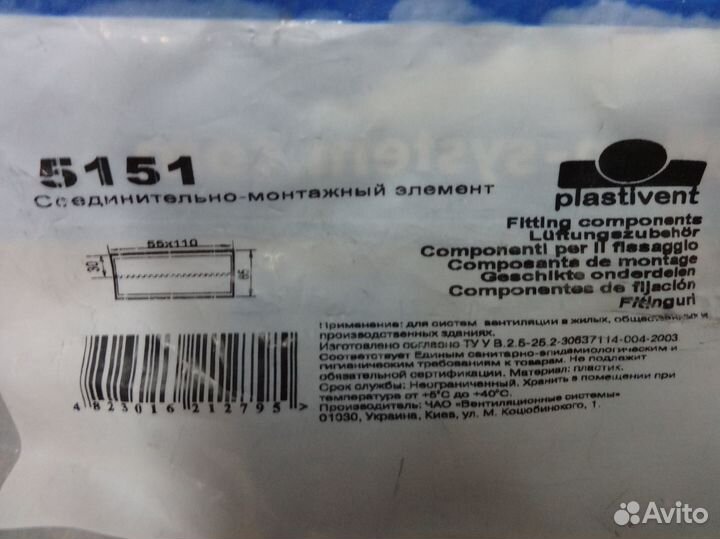 5151
Соединительно-монтажный элемент
55x110
30
plastivent
Fitting components
Lüftungszubehör
Componenti per il fissaggio
Composants de montage
Geschikte onderdelen
Componentes de fijación
Fitinguri
Применение: для систем вентиляции в жилых, общественных и
производственных зданиях.
Изготовлено согласно ТУ У В.2.5-25.2-30637114-004-2003
Соответствует Единым санитарно-эпидемиологическим и
гигиеническим требованиям к товарам. Не подлежит
обязательной сертификации. Материал: пластик.
Срок службы: Неограниченный. Хранить в помещении при
температуре от +5°С до +40°С.
Производитель: ЧАО «Вентиляционные системы»
01030, Украина, Киев, ул. М. Коцюбинского, 1.
4 823016 212795 >
Avito